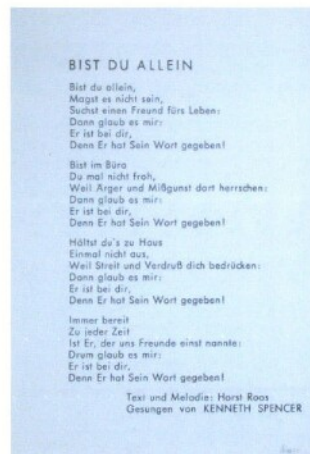 BIST DU ALLEIN
Bist du allein,
Magst es nicht sein,
Suchst einen Freund fürs Leben:
Dann glaub es mir:
Er ist bei dir,
Denn Er hat Sein Wort gegeben!
Bist im Büro
Du mal nicht froh,
Weil Ärger und Mißgunst dort herrschen:
Dann glaub es mir:
Er ist bei dir,
Denn Er hat Sein Wort gegeben!
Hältst du's zu Haus
Einmal nicht aus,
Weil Streit und Verdruß dich bedrücken:
Dann glaub es mir:
Er ist bei dir,
Denn Er hat Sein Wort gegeben!
Immer bereit
Zu jeder Zeit
Ist Er, der uns Freunde einst nannte:
Drum glaub es mir:
Er ist bei dir,
Denn Er hat Sein Wort gegeben!
Text und Melodie: Horst Roos
Gesungen von KENNETH SPENCER